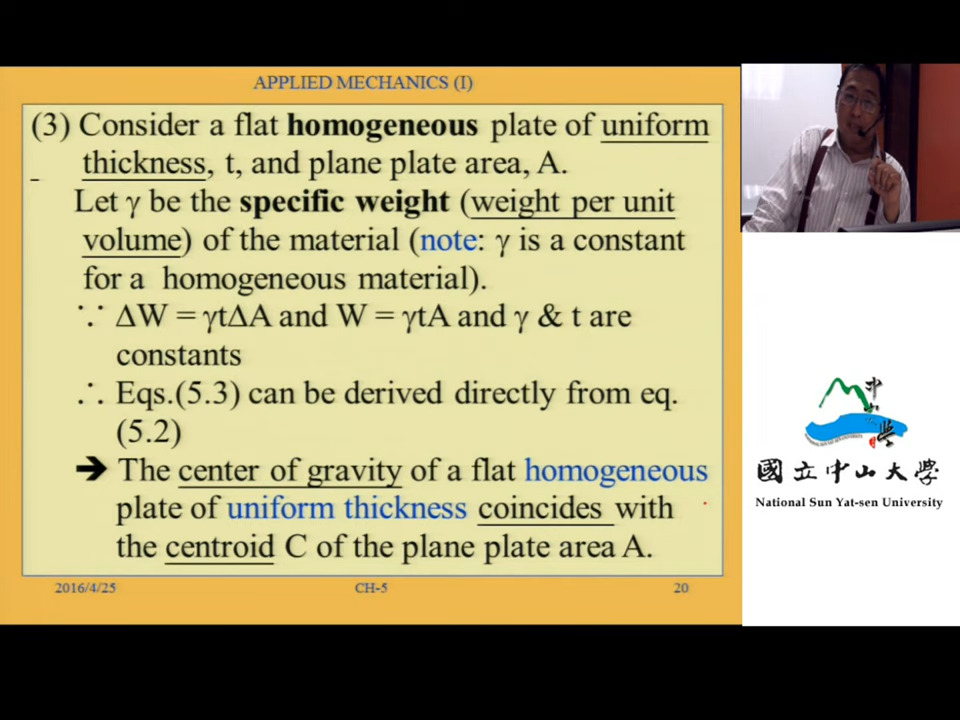 APPLIED MECHANICS (I)
(3) Consider a flat homogeneous plate of uniform
thickness, t, and plane plate area, A.
Let γ be the specific weight (weight per unit
volume) of the material (note: γ is a constant
for a homogeneous material).
∵ ΔW = γtΔA and W = γtA and γ & t are
constants
∴ Eqs.(5.3) can be derived directly from eq.
(5.2)
➔ The center of gravity of a flat homogeneous
plate of uniform thickness coincides with
the centroid C of the plane plate area A.
2016/4/25
CH-5
20
國立中山大學
National Sun Yat-sen University